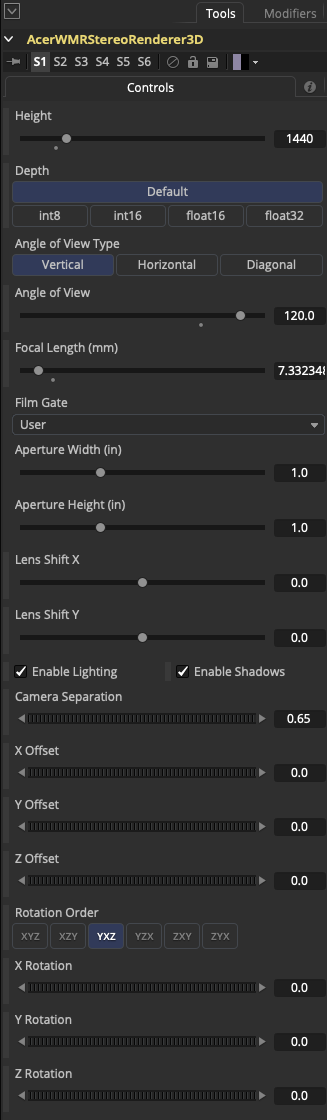 Tools Modifiers
AcerWMRStereoRenderer3D
S1 S2 S3 S4 S5 S6
Controls
Height
1440
Depth
Default
int8 int16 float16 float32
Angle of View Type
Vertical Horizontal Diagonal
Angle of View
120.0
Focal Length (mm)
7.332348
Film Gate
User
Aperture Width (in)
1.0
Aperture Height (in)
1.0
Lens Shift X
0.0
Lens Shift Y
0.0
Enable Lighting Enable Shadows
Camera Separation
0.65
X Offset
0.0
Y Offset
0.0
Z Offset
0.0
Rotation Order
XYZ XZY YXZ YZX ZXY ZYX
X Rotation
0.0
Y Rotation
0.0
Z Rotation
0.0